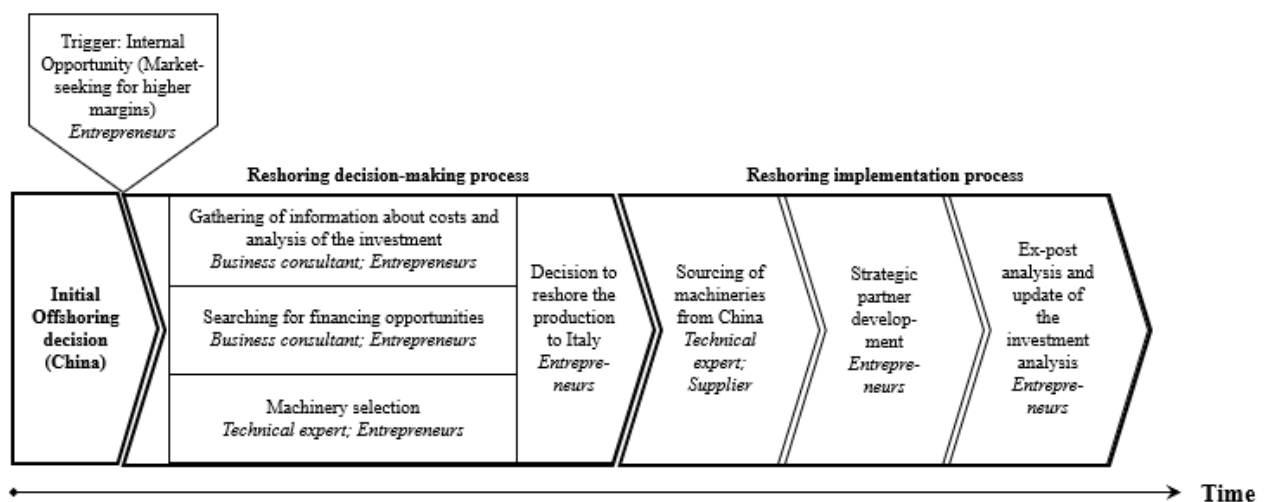 Trigger: Internal
Opportunity (Market-
seeking for higher
margins)
Entrepreneurs
Reshoring decision-making process
Reshoring implementation process
Initial
Offshoring
decision
(China)
Gathering of information about costs and
analysis of the investment
Business consultant; Entrepreneurs
Searching for financing opportunities
Business consultant; Entrepreneurs
Machinery selection
Technical expert; Entrepreneurs
Decision to
reshore the
production
to Italy
Entrepre-
neurs
Sourcing of
machineries
from China
Technical
expert;
Supplier
Strategic
partner
develop-
ment
Entrepre-
neurs
Ex-post
analysis and
update of
the
investment
analysis
Entrepre-
neurs
Time